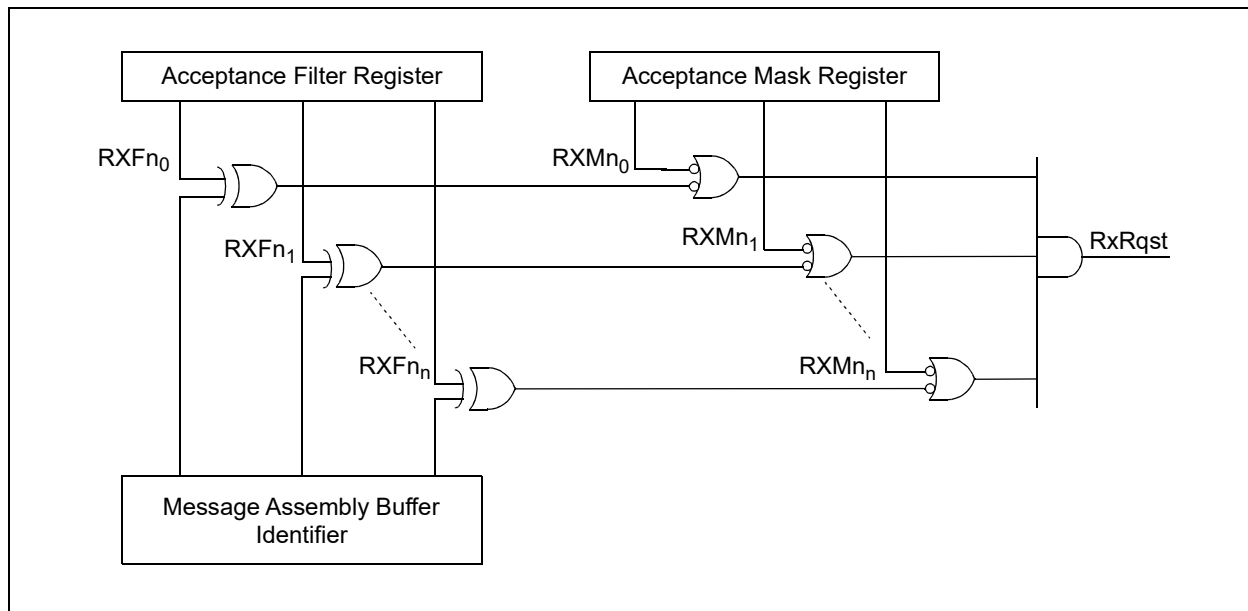 Acceptance Filter Register
Acceptance Mask Register
RXFn0
RXMn0
RXFn1
RXMn1
RxRqst
RXFnn
RXMnn
Message Assembly Buffer
Identifier